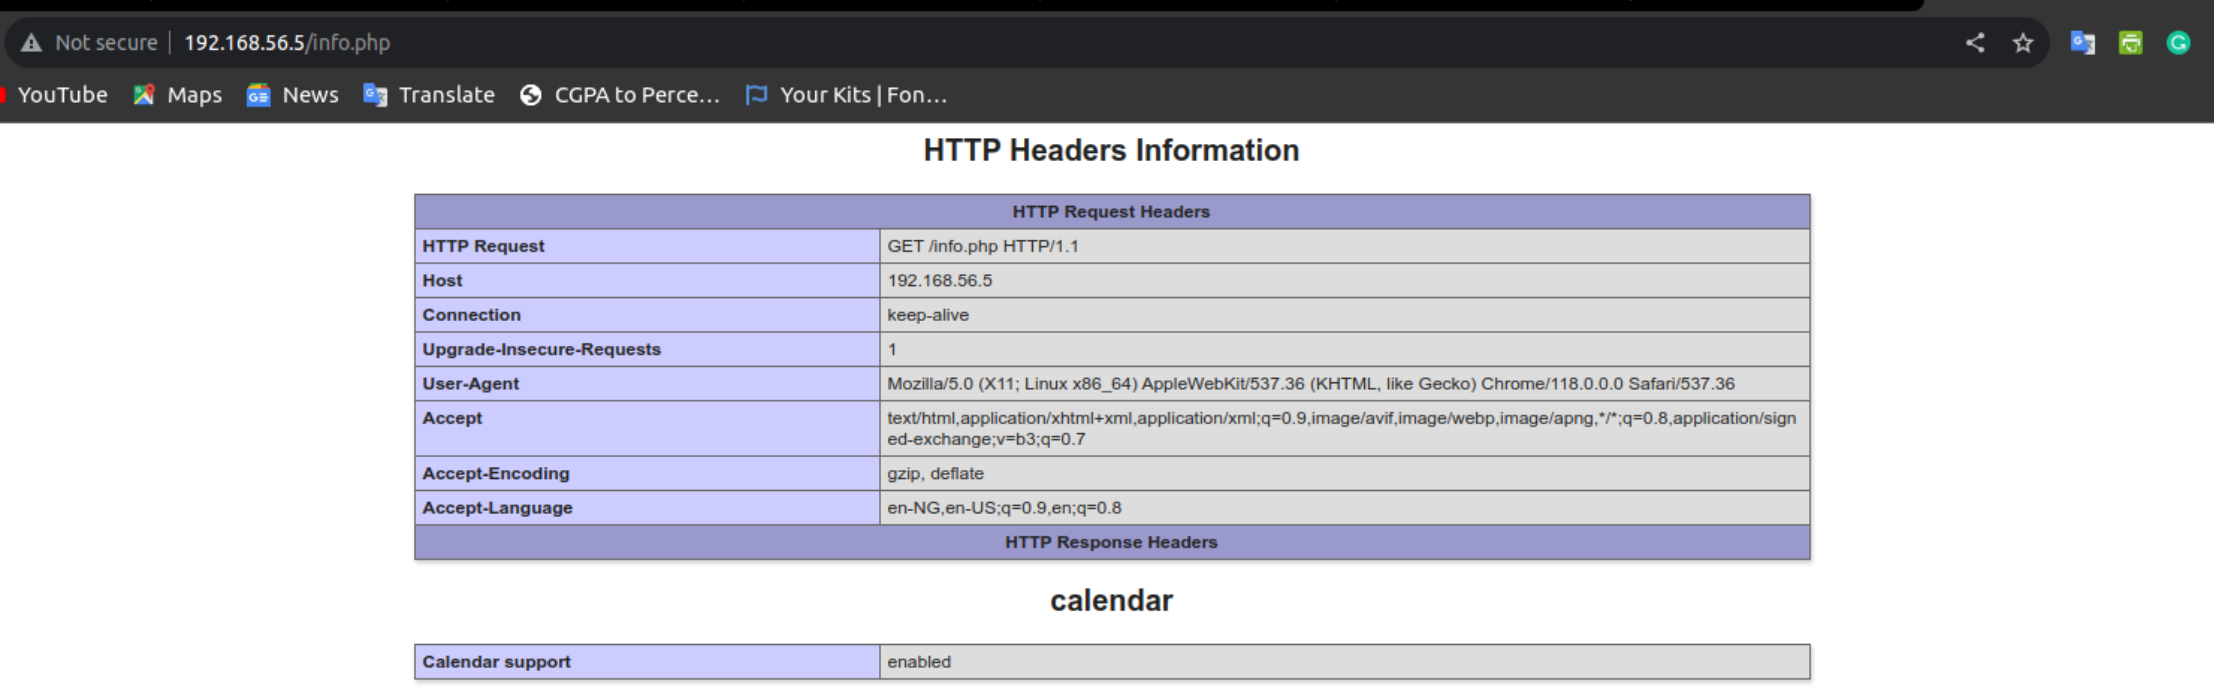 Not secure | 192.168.56.5/info.php
YouTube Maps News Translate CGPA to Perce... Your Kits | Fon...
HTTP Headers Information
HTTP Request Headers
HTTP Request GET /info.php HTTP/1.1
Host 192.168.56.5
Connection keep-alive
Upgrade-Insecure-Requests 1
User-Agent Mozilla/5.0 (X11; Linux x86_64) AppleWebKit/537.36 (KHTML, like Gecko) Chrome/118.0.0.0 Safari/537.36
Accept text/html,application/xhtml+xml,application/xml;q=0.9,image/avif,image/webp,image/apng,*/*;q=0.8,application/sign
ed-exchange;v=b3;q=0.7
Accept-Encoding gzip, deflate
Accept-Language en-NG,en-US;q=0.9,en;q=0.8
HTTP Response Headers
calendar
Calendar support enabled